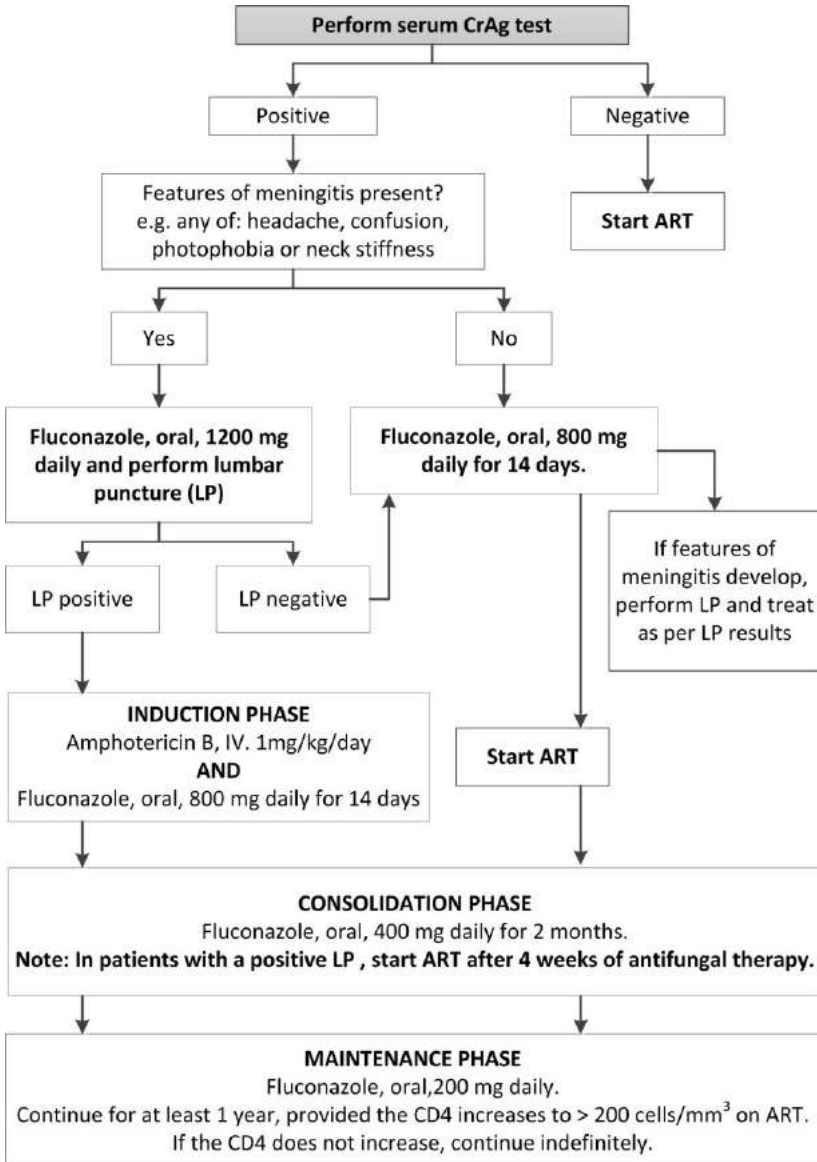 Perform serum CrAg test
Positive
Negative
Features of meningitis present?
e.g. any of: headache, confusion,
photophobia or neck stiffness
Start ART
Yes
No
Fluconazole, oral, 1200 mg
daily and perform lumbar
puncture (LP)
Fluconazole, oral, 800 mg
daily for 14 days.
LP positive
LP negative
If features of
meningitis develop,
perform LP and treat
as per LP results
INDUCTION PHASE
Amphotericin B, IV. 1mg/kg/day
AND
Fluconazole, oral, 800 mg daily for 14 days
Start ART
CONSOLIDATION PHASE
Fluconazole, oral, 400 mg daily for 2 months.
Note: In patients with a positive LP , start ART after 4 weeks of antifungal therapy.
MAINTENANCE PHASE
Fluconazole, oral,200 mg daily.
Continue for at least 1 year, provided the CD4 increases to > 200 cells/mm³ on ART.
If the CD4 does not increase, continue indefinitely.